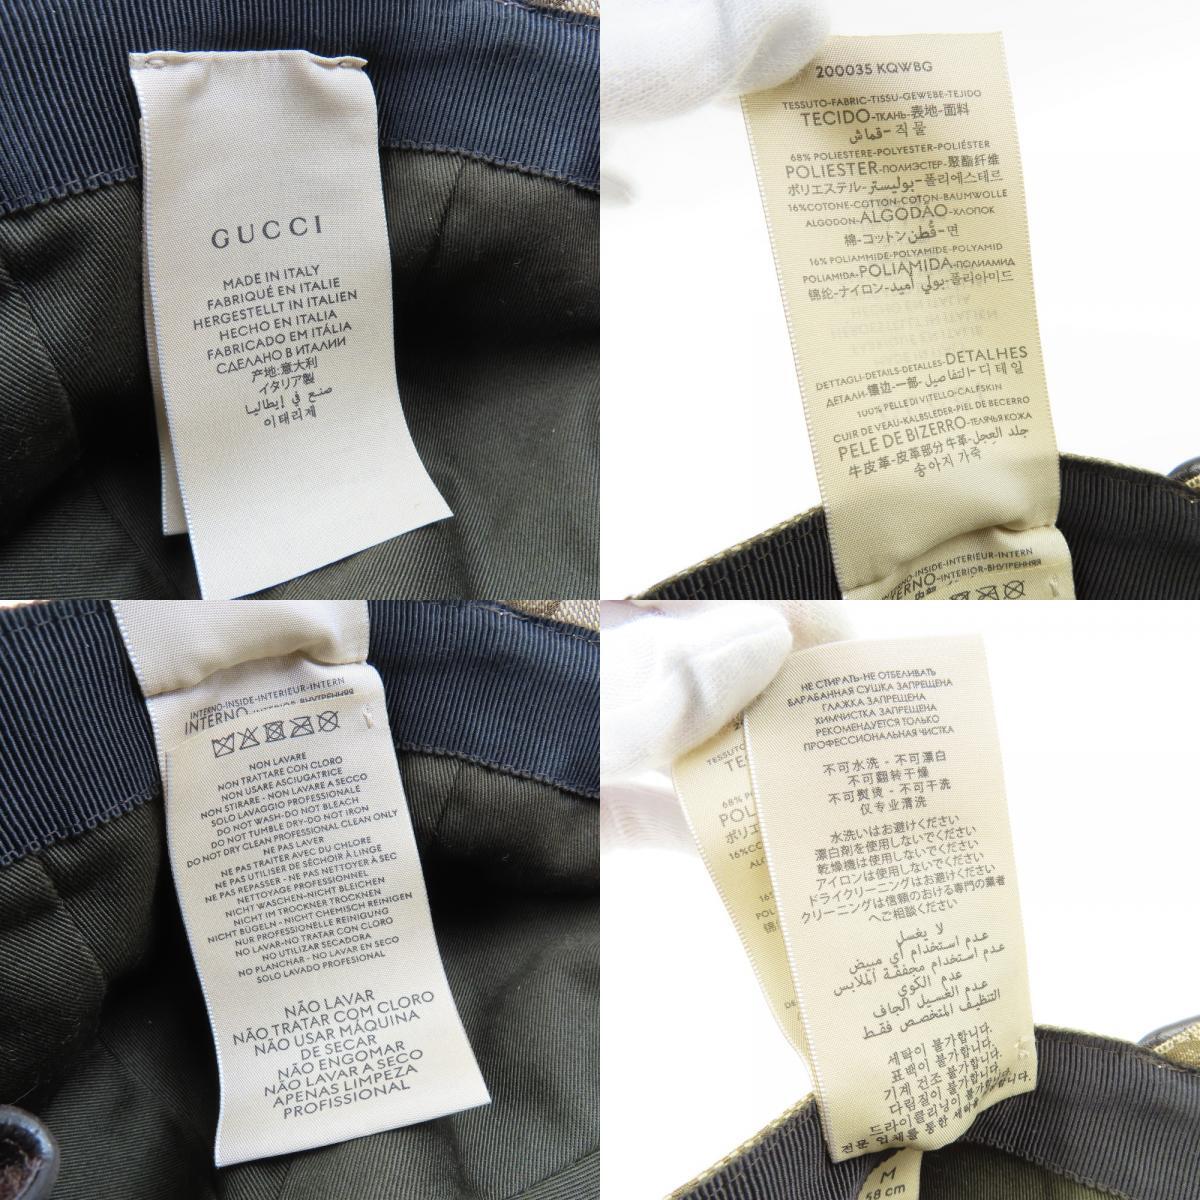 GUCCI
MADE IN ITALY
FABRIQUÉ EN ITALIE
HERGESTELLT IN ITALIEN
HECHO EN ITALIA
FABRICADO EM ITÁLIA
СДЕЛАНО В ИТАЛИИ
产地:意大利
イタリア製
صنع في إيطاليا
이태리제
200035 KQWBG
TESSUTO-FABRIC-TISSU-GEWEBE-TEJIDO
TECIDO-ТКАНЬ-表地-面料
قماش-직물
68% POLIESTERE-POLYESTER-POLIÉSTER
POLIESTER-ПОЛИЭСТЕР-聚酯纤维
ポリエステル-بوليستر-폴리에스테르
16%COTONE-COTTON-COTON-BAUMWOLLE
ALGODON-ALGODÃO-ХЛОПОК
棉-コットン-قُطن-면
16% POLIAMMIDE-POLYAMIDE-POLYAMID
POLIAMIDA-POLIAMIDA-ПОЛИАМИД
锦纶-ナイロン-بولي أميد-폴리아미드
DETTAGLI-DETAILS-DETALLES-DETALHES
ДЕТАЛИ-镶边-一部-التفاصيل-디테일
100% PELLE DI VITELLO-CALFSKIN
CUIR DE VEAU-KALBSLEDER-PIEL DE BECERRO
PELE DE BIZERRO-ТЕЛЯЧЬЯ КОЖА
牛皮革-皮革部分 牛革-جلد العجل
송아지 가죽
INTERNO-INSIDE-INTERIEUR-INTERN
INTERNO-INTERIOR-ВНУТРЕННЯЯ
INTERNO-INSIDE-INTERIEUR-INTERN
INTERNO-INTERIOR-ВНУТРЕННЯЯ
NON LAVARE
NON TRATTARE CON CLORO
NON USARE ASCIUGATRICE
NON STIRARE - NON LAVARE A SECCO
SOLO LAVAGGIO PROFESSIONALE
DO NOT WASH-DO NOT BLEACH
DO NOT TUMBLE DRY-DO NOT IRON
DO NOT DRY CLEAN PROFESSIONAL CLEAN ONLY
NE PAS LAVER
NE PAS TRAITER AVEC DU CHLORE
NE PAS UTILISER DE SÉCHOIR À LINGE
NE PAS REPASSER - NE PAS NETTOYER À SEC
NETTOYAGE PROFESSIONNEL
NICHT WASCHEN-NICHT BLEICHEN
NICHT IM TROCKNER TROCKNEN
NICHT BÜGELN - NICHT CHEMISCH REINIGEN
NUR PROFESSIONELLE REINIGUNG
NO LAVAR-NO TRATAR CON CLORO
NO UTILIZAR SECADORA
NO PLANCHAR - NO LAVAR EN SECO
SOLO LAVADO PROFESIONAL
NÃO LAVAR
NÃO TRATAR COM CLORO
NÃO USAR MÁQUINA
DE SECAR
NÃO ENGOMAR
NÃO LAVAR A SECO
APENAS LIMPEZA
PROFISSIONAL
НЕ СТИРАТЬ-НЕ ОТБЕЛИВАТЬ
БАРАБАННАЯ СУШКА ЗАПРЕЩЕНА
ГЛАЖКА ЗАПРЕЩЕНА
ХИМЧИСТКА ЗАПРЕЩЕНА
РЕКОМЕНДУЕТСЯ ТОЛЬКО
ПРОФЕССИОНАЛЬНАЯ ЧИСТКА
不可水洗 - 不可漂白
不可翻转干燥
不可熨烫 - 不可干洗
仅专业清洗
水洗いはお避けください
漂白剤を使用しないでください
乾燥機は使用しないでください
アイロンは使用しないでください
ドライクリーニングはお避けください
クリーニングは信頼のおける専門の業者
へご相談ください
لا يغسل
عدم استخدام أي مبيض
عدم استخدام مجففة الملابس
عدم الكوي
عدم الغسيل الجاف
التنظيف المتخصص فقط
세탁이 불가합니다.
표백이 불가합니다.
기계 건조 불가합니다.
다림질이 불가합니다.
드라이클리닝이 불가합니다.
전문 업체를 통한
M
58 cm